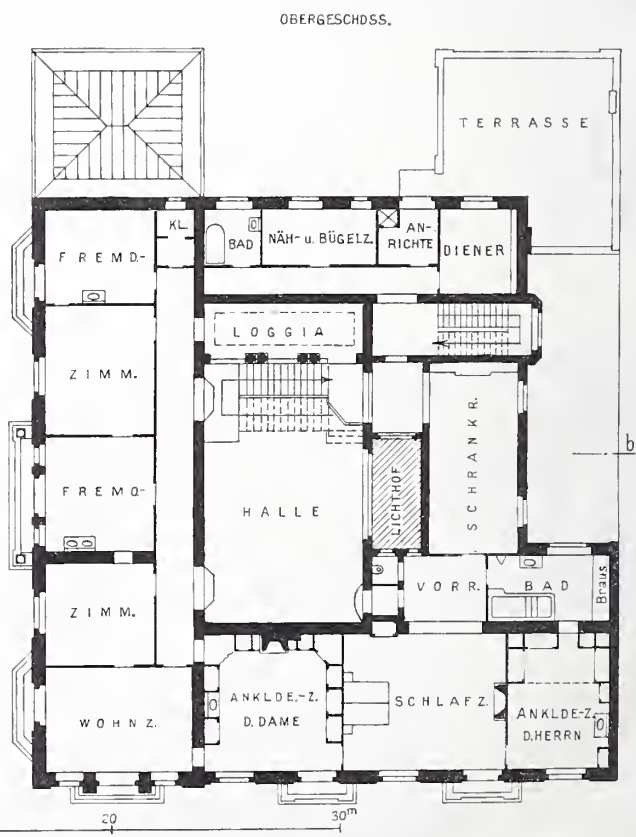 OBERGESCHOSS.
TERRASSE
KL.
BAD
NÄH- u. BÜGELZ.
AN-
RICHTE
DIENER
FREMD.-
LOGGIA
ZIMM.
SCHRANKR.
b
FREMD-
HALLE
LICHTHOF
ZIMM.
VORR.
BAD
Braus.
WOHNZ.
ANKLDE.-Z.
D. DAME
SCHLAFZ.
ANKLDE-Z.
D. HERRN
20
30m